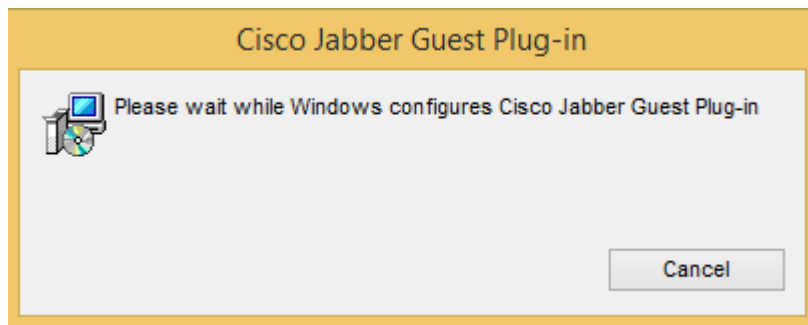 Cisco Jabber Guest Plug-in
Please wait while Windows configures Cisco Jabber Guest Plug-in
Cancel